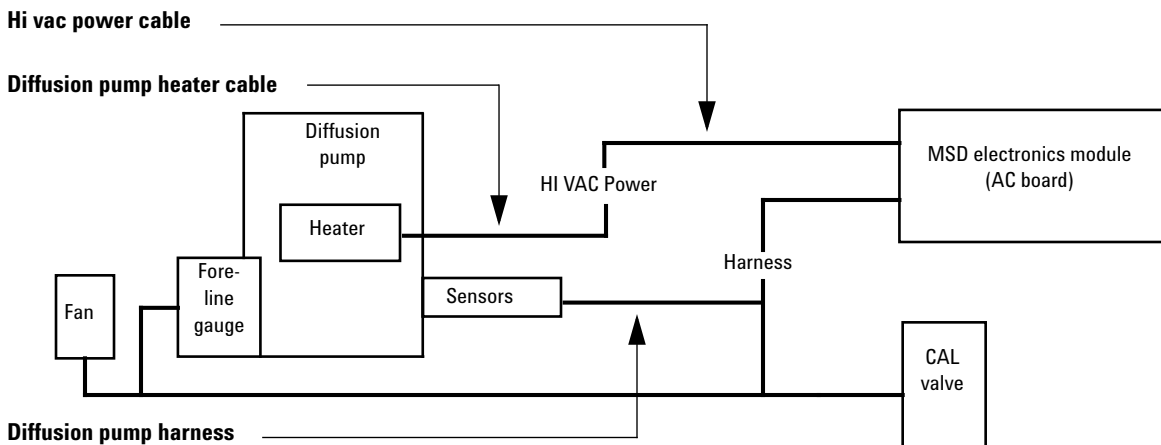 Hi vac power cable
Diffusion pump heater cable
Diffusion
pump
MSD electronics module
(AC board)
HI VAC Power
Heater
Harness
Fore-
line
gauge
Sensors
Fan
CAL
valve
Diffusion pump harness